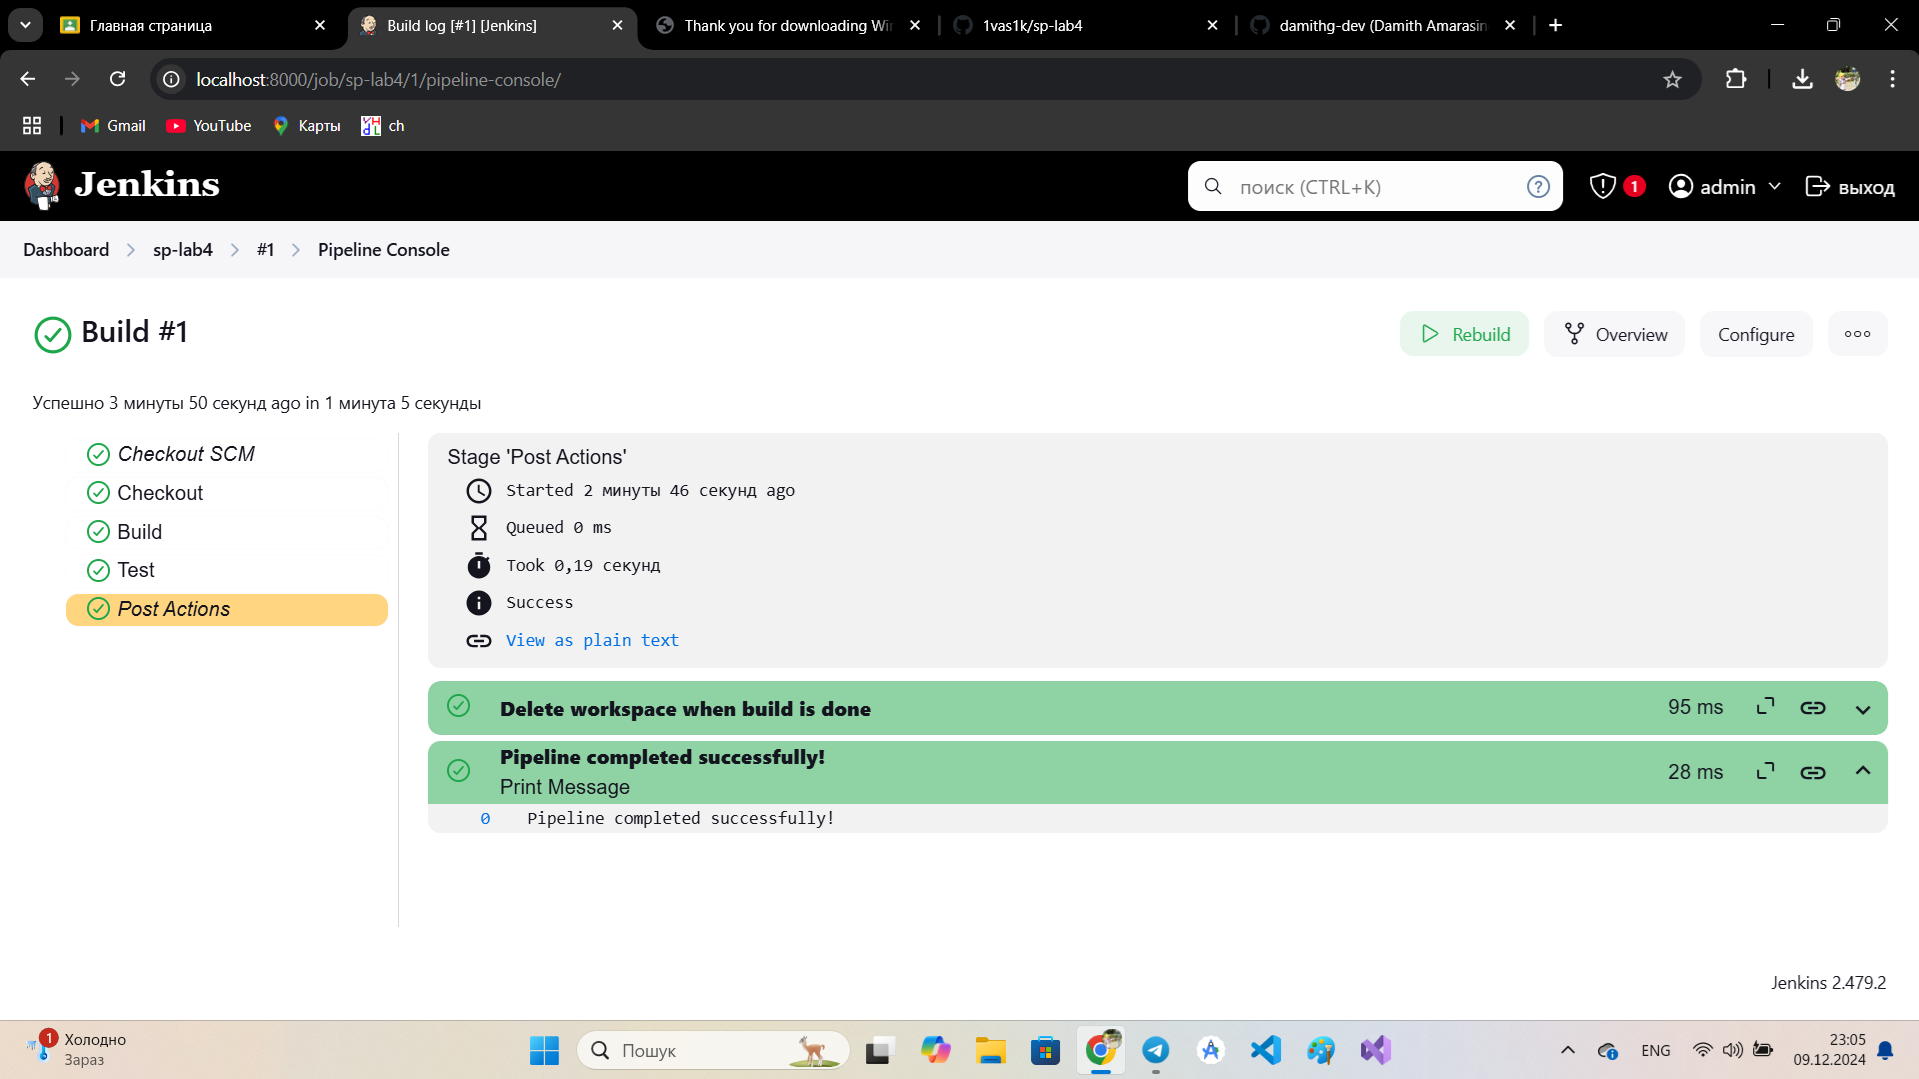 Главная страница
Build log [#1] [Jenkins]
Thank you for downloading Wi
1vas1k/sp-lab4
damithg-dev (Damith Amarasin
localhost:8000/job/sp-lab4/1/pipeline-console/
Gmail
YouTube
Карты
ch
Jenkins
поиск (CTRL+K)
1
admin
выход
Dashboard
sp-lab4
#1
Pipeline Console
Build #1
Rebuild
Overview
Configure
Успешно 3 минуты 50 секунд ago in 1 минута 5 секунды
Checkout SCM
Checkout
Build
Test
Post Actions
Stage 'Post Actions'
Started 2 минуты 46 секунд ago
Queued 0 ms
Took 0,19 секунд
Success
View as plain text
Delete workspace when build is done
95 ms
Pipeline completed successfully!
Print Message
28 ms
0 Pipeline completed successfully!
Jenkins 2.479.2
1
Холодно
Зараз
Пошук
ENG
23:05
09.12.2024